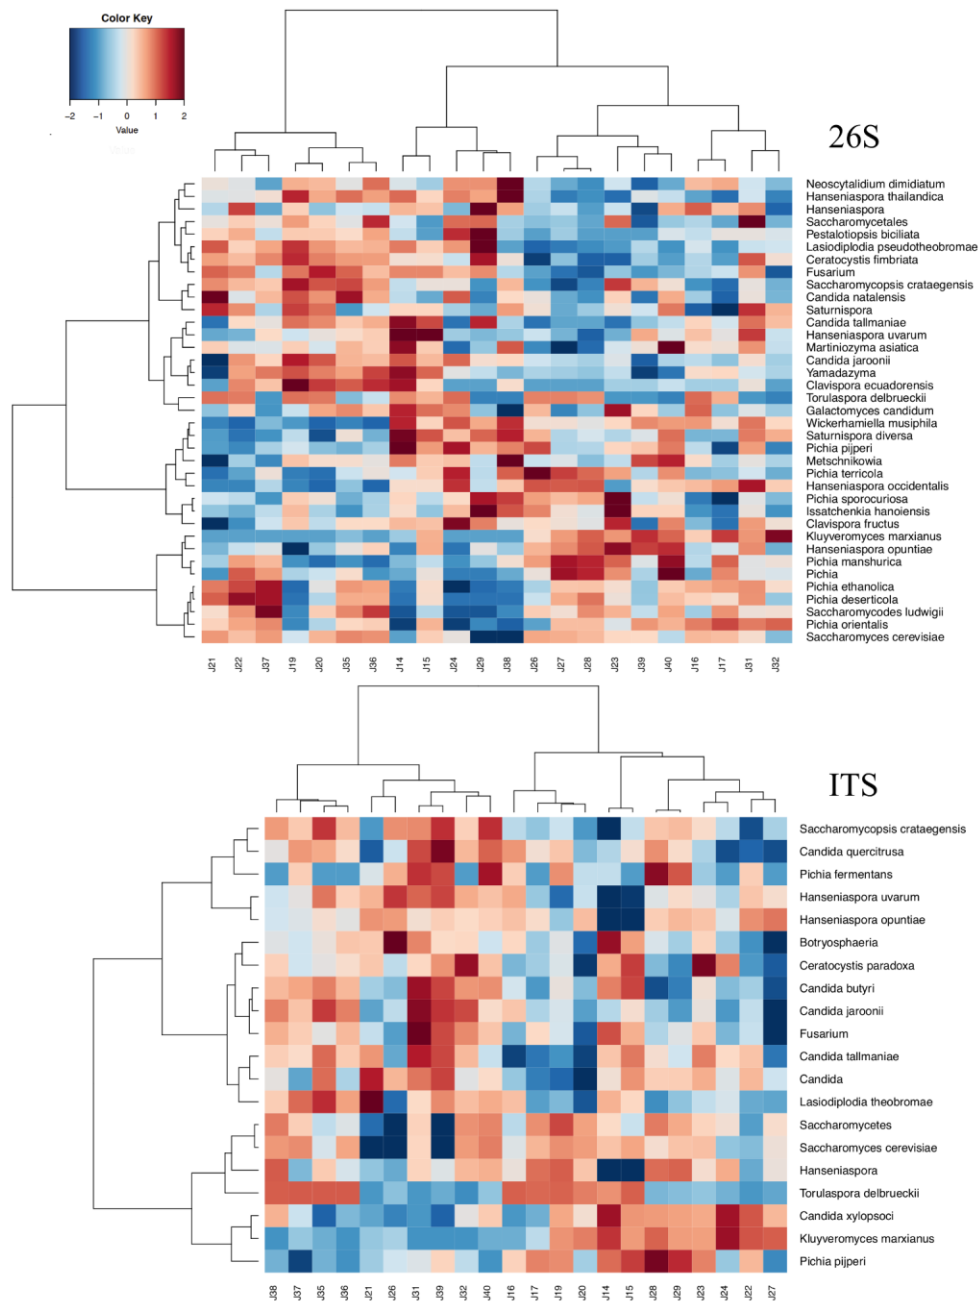 Color Key
−2 −1 0 1 2
Value
26S
Neoscytalidium dimidiatum
Hanseniaspora thailandica
Hanseniaspora
Saccharomycetales
Pestalotiopsis biciliata
Lasiodiplodia pseudotheobromae
Ceratocystis fimbriata
Fusarium
Saccharomycopsis crataegensis
Candida natalensis
Saturnispora
Candida tallmaniae
Hanseniaspora uvarum
Martiniozyma asiatica
Candida jaroonii
Yamadazyma
Clavispora ecuadorensis
Torulaspora delbrueckii
Galactomyces candidum
Wickerhamiella musiphila
Saturnispora diversa
Pichia pijperi
Metschnikowia
Pichia terricola
Hanseniaspora occidentalis
Pichia sporocuriosa
Issatchenkia hanoiensis
Clavispora fructus
Kluyveromyces marxianus
Hanseniaspora opuntiae
Pichia manshurica
Pichia
Pichia ethanolica
Pichia deserticola
Saccharomycodes ludwigii
Pichia orientalis
Saccharomyces cerevisiae
J21 J22 J37 J19 J20 J35 J36 J14 J15 J24 J29 J38 J26 J27 J28 J23 J39 J40 J16 J17 J31 J32
ITS
Saccharomycopsis crataegensis
Candida quercitrusa
Pichia fermentans
Hanseniaspora uvarum
Hanseniaspora opuntiae
Botryosphaeria
Ceratocystis paradoxa
Candida butyri
Candida jaroonii
Fusarium
Candida tallmaniae
Candida
Lasiodiplodia theobromae
Saccharomycetes
Saccharomyces cerevisiae
Hanseniaspora
Torulaspora delbrueckii
Candida xylopsoci
Kluyveromyces marxianus
Pichia pijperi
J38 J37 J35 J36 J21 J26 J31 J39 J32 J40 J16 J17 J19 J20 J14 J15 J28 J29 J23 J24 J22 J27